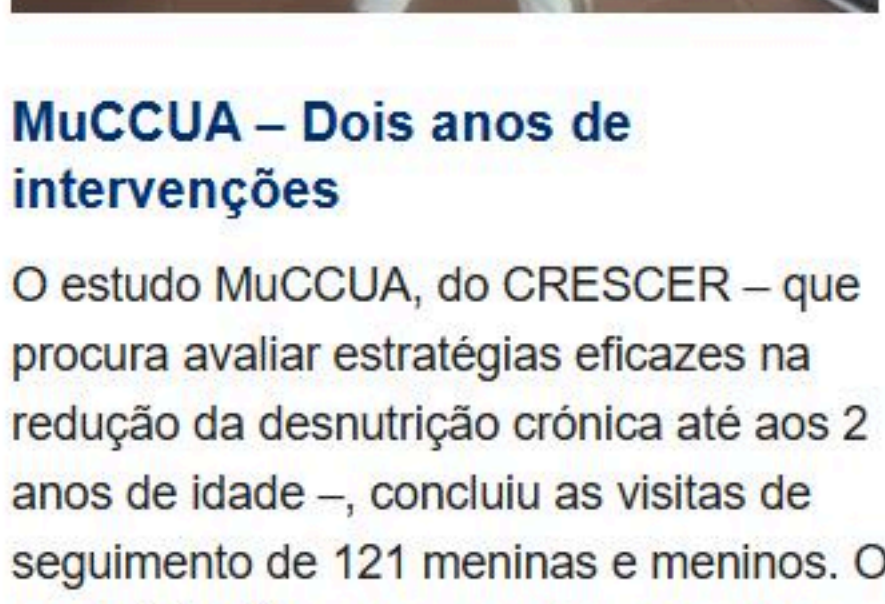 MuCCUA – Dois anos de
intervenções
O estudo MuCCUA, do CRESCER – que
procura avaliar estratégias eficazes na
redução da desnutrição crónica até aos 2
anos de idade –, concluiu as visitas de
seguimento de 121 meninas e meninos. O